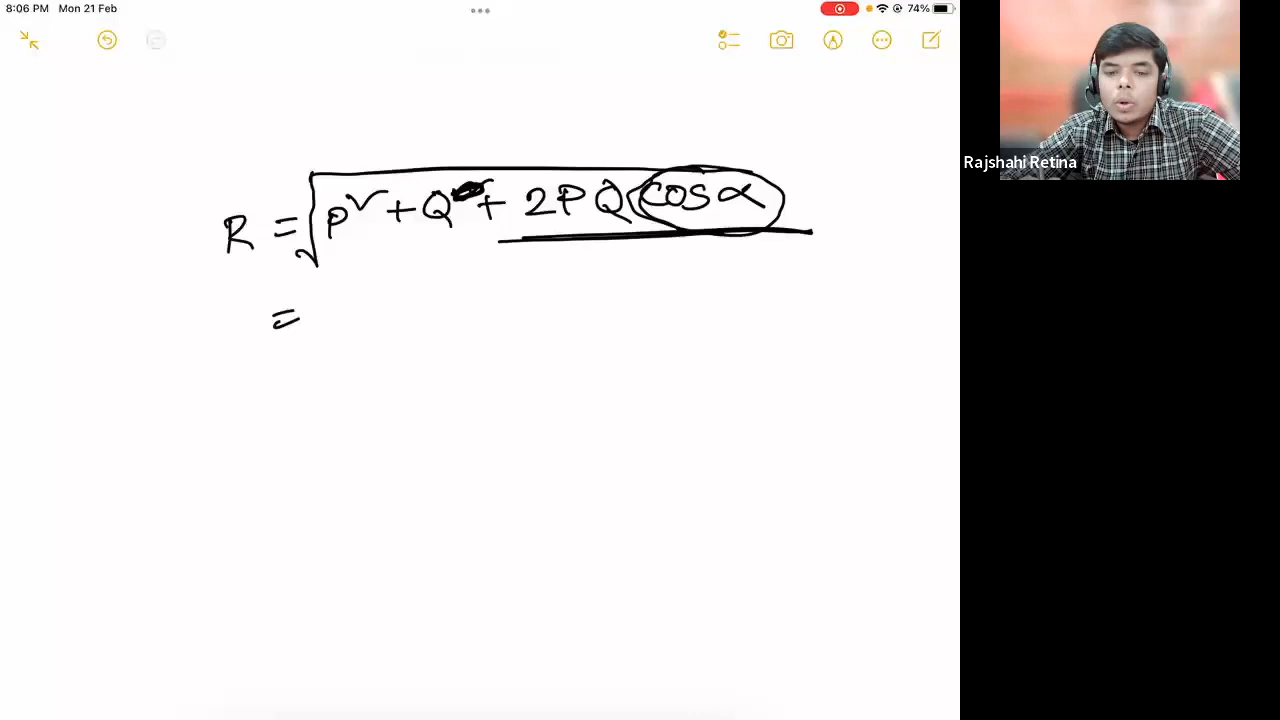 8:06 PM Mon 21 Feb
74%
Rajshahi Retina
R = √P² + Q² + 2PQ cos α
=